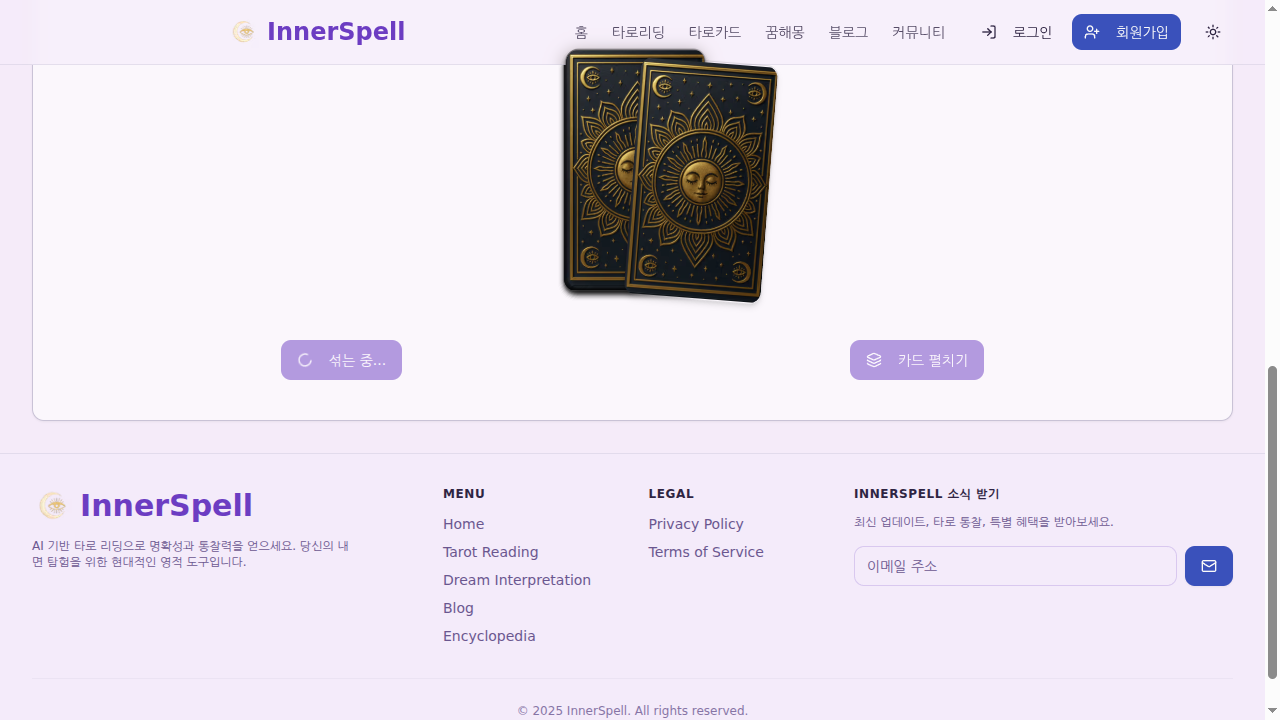 InnerSpell
홈 타로리딩 타로카드 꿈해몽 블로그 커뮤니티 로그인 회원가입
섞는 중...
카드 펼치기
InnerSpell
AI 기반 타로 리딩으로 명확성과 통찰력을 얻으세요. 당신의 내
면 탐험을 위한 현대적인 영적 도구입니다.
MENU
Home
Tarot Reading
Dream Interpretation
Blog
Encyclopedia
LEGAL
Privacy Policy
Terms of Service
INNERSPELL 소식 받기
최신 업데이트, 타로 통찰, 특별 혜택을 받아보세요.
이메일 주소
© 2025 InnerSpell. All rights reserved.